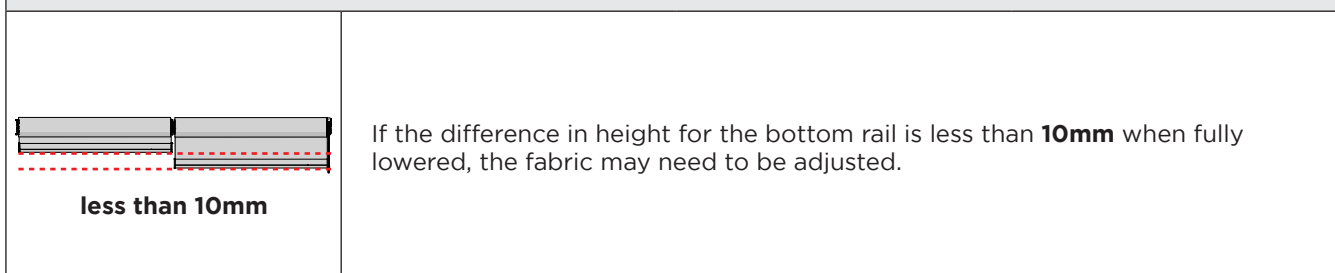 less than 10mm
If the difference in height for the bottom rail is less than 10mm when fully
lowered, the fabric may need to be adjusted.